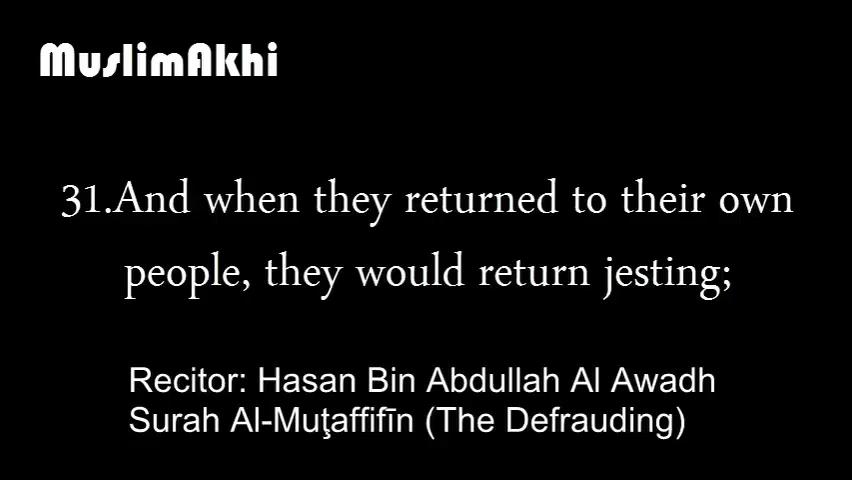 MuslimAkhi
31.And when they returned to their own
people, they would return jesting;
Recitor: Hasan Bin Abdullah Al Awadh
Surah Al-Muţaffifīn (The Defrauding)